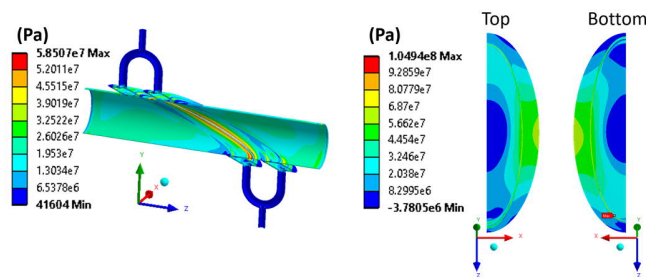 (Pa)
5.8507e7 Max
5.2011e7
4.5515e7
3.9019e7
3.2522e7
2.6026e7
1.953e7
1.3034e7
6.5378e6
41604 Min
Y
X
Z
(Pa)
1.0494e8 Max
9.2859e7
8.0779e7
6.87e7
5.662e7
4.454e7
3.246e7
2.038e7
8.2995e6
-3.7805e6 Min
Top
Bottom
Y
X
Z
X
Y
Z